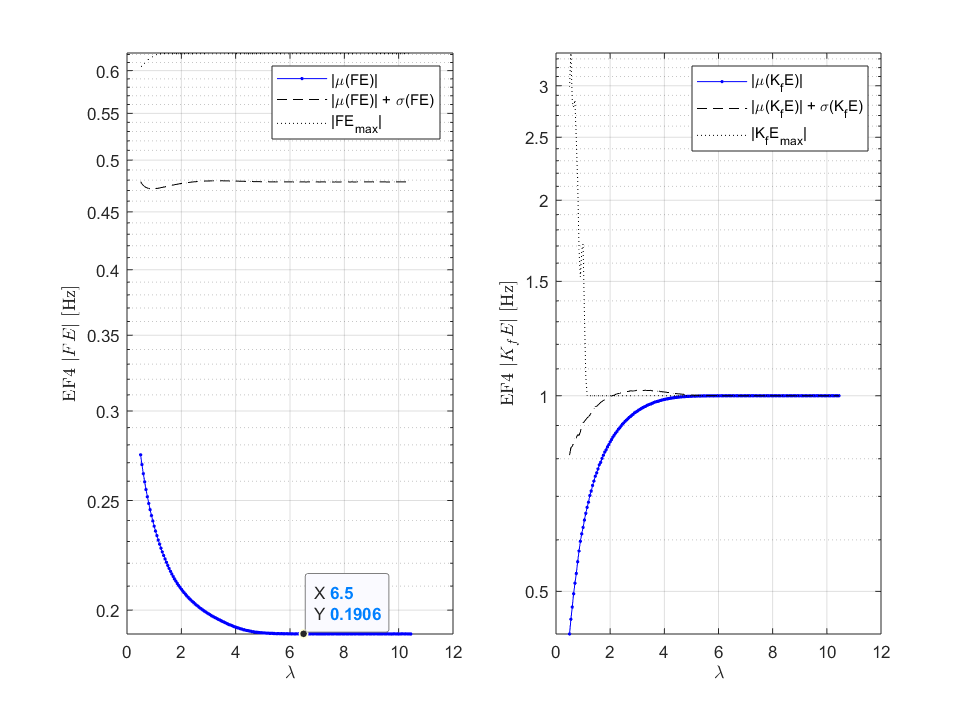 EF4 |FE| [Hz]
0.6
0.55
0.5
0.45
0.4
0.35
0.3
0.25
0.2
|μ(FE)|
|μ(FE)| + σ(FE)
|FE_max|
X 6.5
Y 0.1906
0 2 4 6 8 10 12
λ
EF4 |K_fE| [Hz]
3
2.5
2
1.5
1
0.5
|μ(K_fE)|
|μ(K_fE)| + σ(K_fE)
|K_fE_max|
0 2 4 6 8 10 12
λ